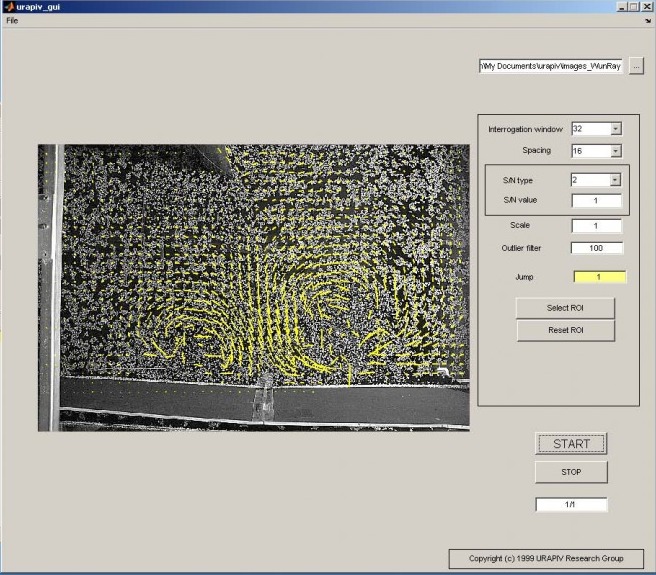 urapiv_gui
File
\My Documents\urapiv\images_WunRay
...
Interrogation window 32
Spacing 16
S/N type 2
S/N value 1
Scale 1
Outlier filter 100
Jump 1
Select ROI
Reset ROI
START
STOP
1/1
Copyright (c) 1999 URAPIV Research Group